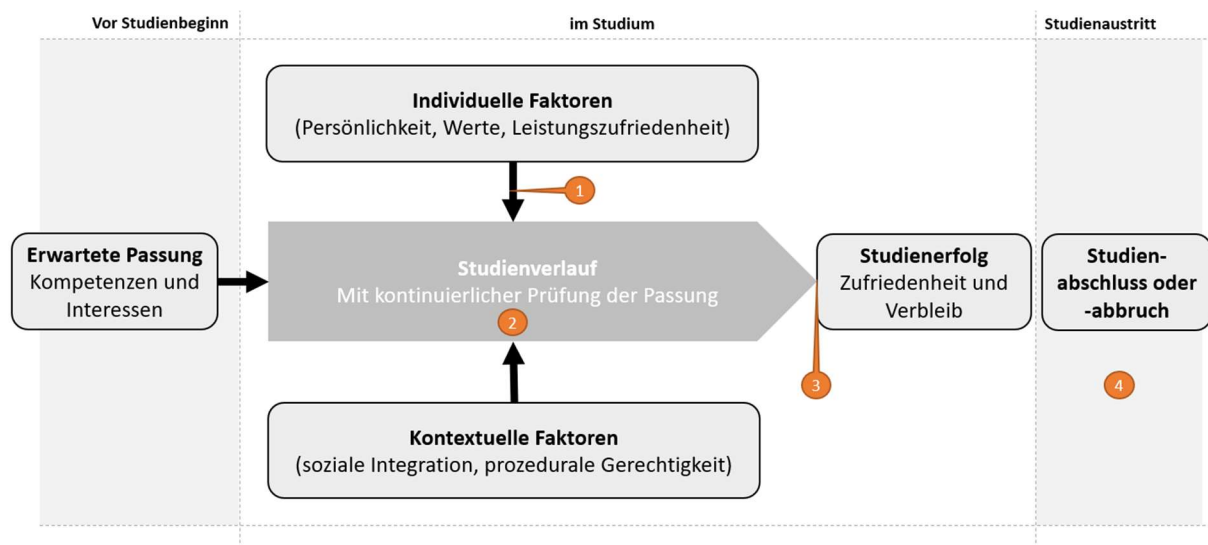 Vor Studienbeginn
im Studium
Studienaustritt
Individuelle Faktoren
(Persönlichkeit, Werte, Leistungszufriedenheit)
1
Erwartete Passung
Kompetenzen und
Interessen
Studienverlauf
Mit kontinuierlicher Prüfung der Passung
2
Studienerfolg
Zufriedenheit und
Verbleib
Studien-
abschluss oder
-abbruch
3
4
Kontextuelle Faktoren
(soziale Integration, prozedurale Gerechtigkeit)